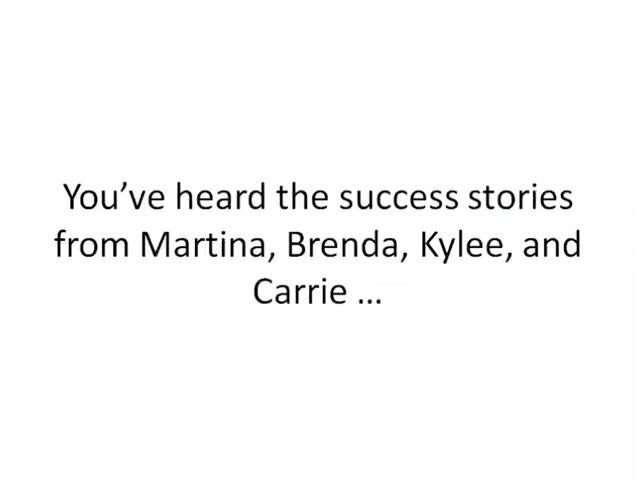 You’ve heard the success stories
from Martina, Brenda, Kylee, and
Carrie …